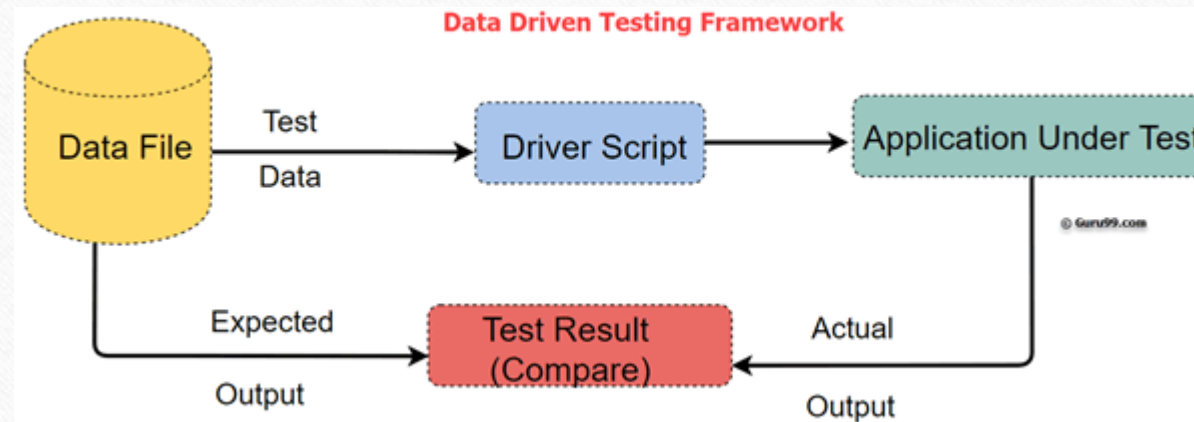 Data Driven Testing Framework
Data File
Test
Data
Driver Script
Application Under Test
© Guru99.com
Expected
Output
Test Result
(Compare)
Actual
Output